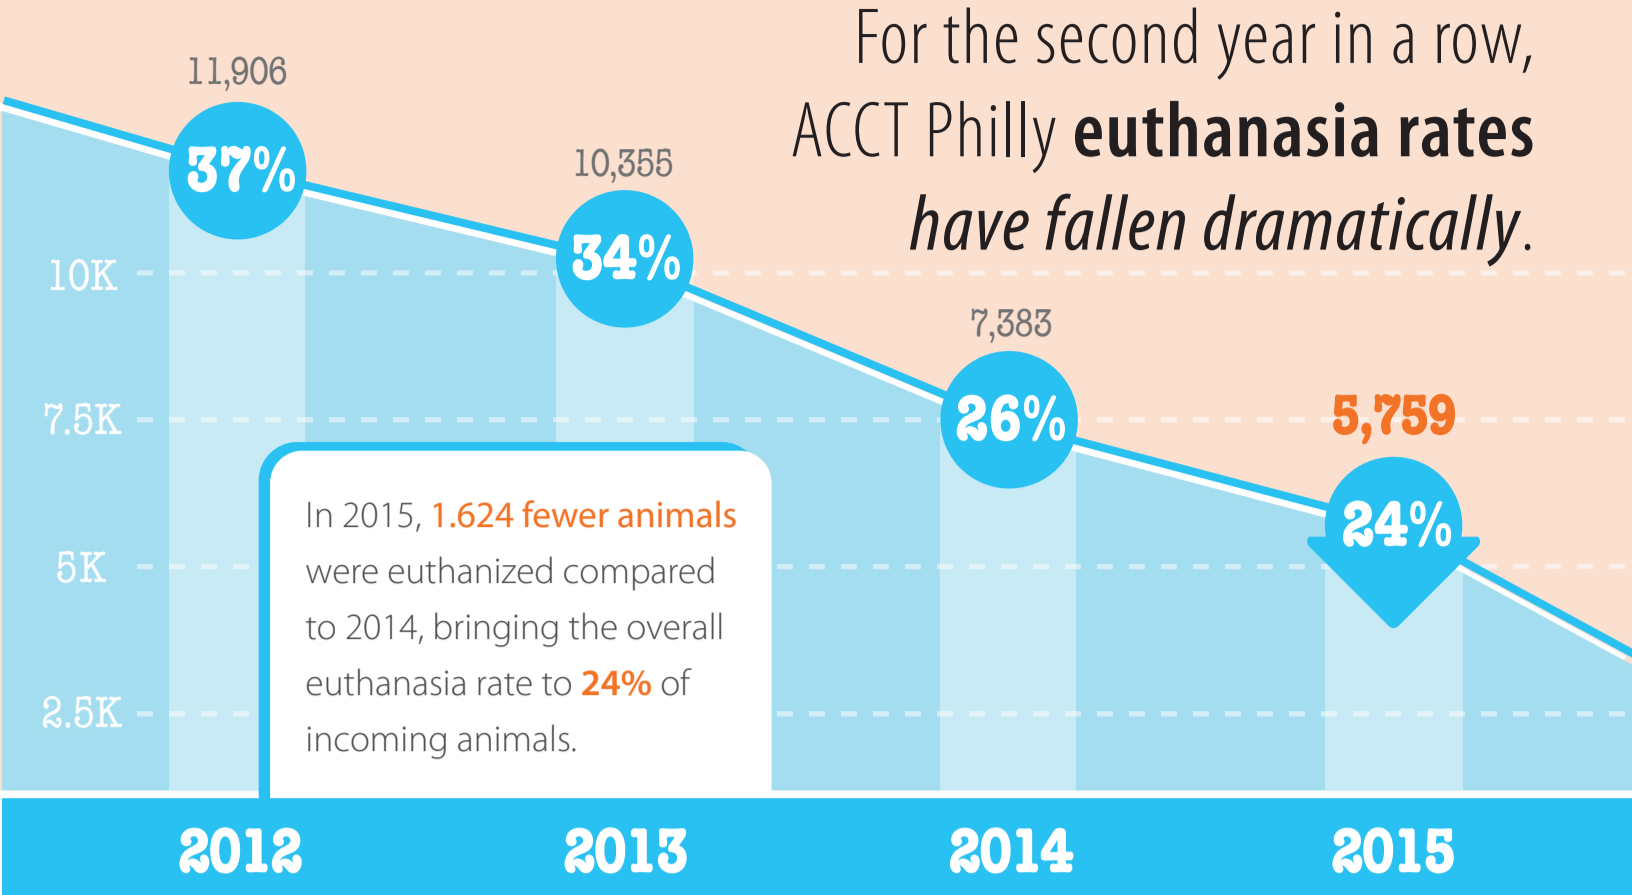 For the second year in a row,
ACCT Philly euthanasia rates
have fallen dramatically.
11,906
37%
10,355
34%
7,383
26%
5,759
24%
10K
7.5K
5K
2.5K
In 2015, 1.624 fewer animals
were euthanized compared
to 2014, bringing the overall
euthanasia rate to 24% of
incoming animals.
2012
2013
2014
2015